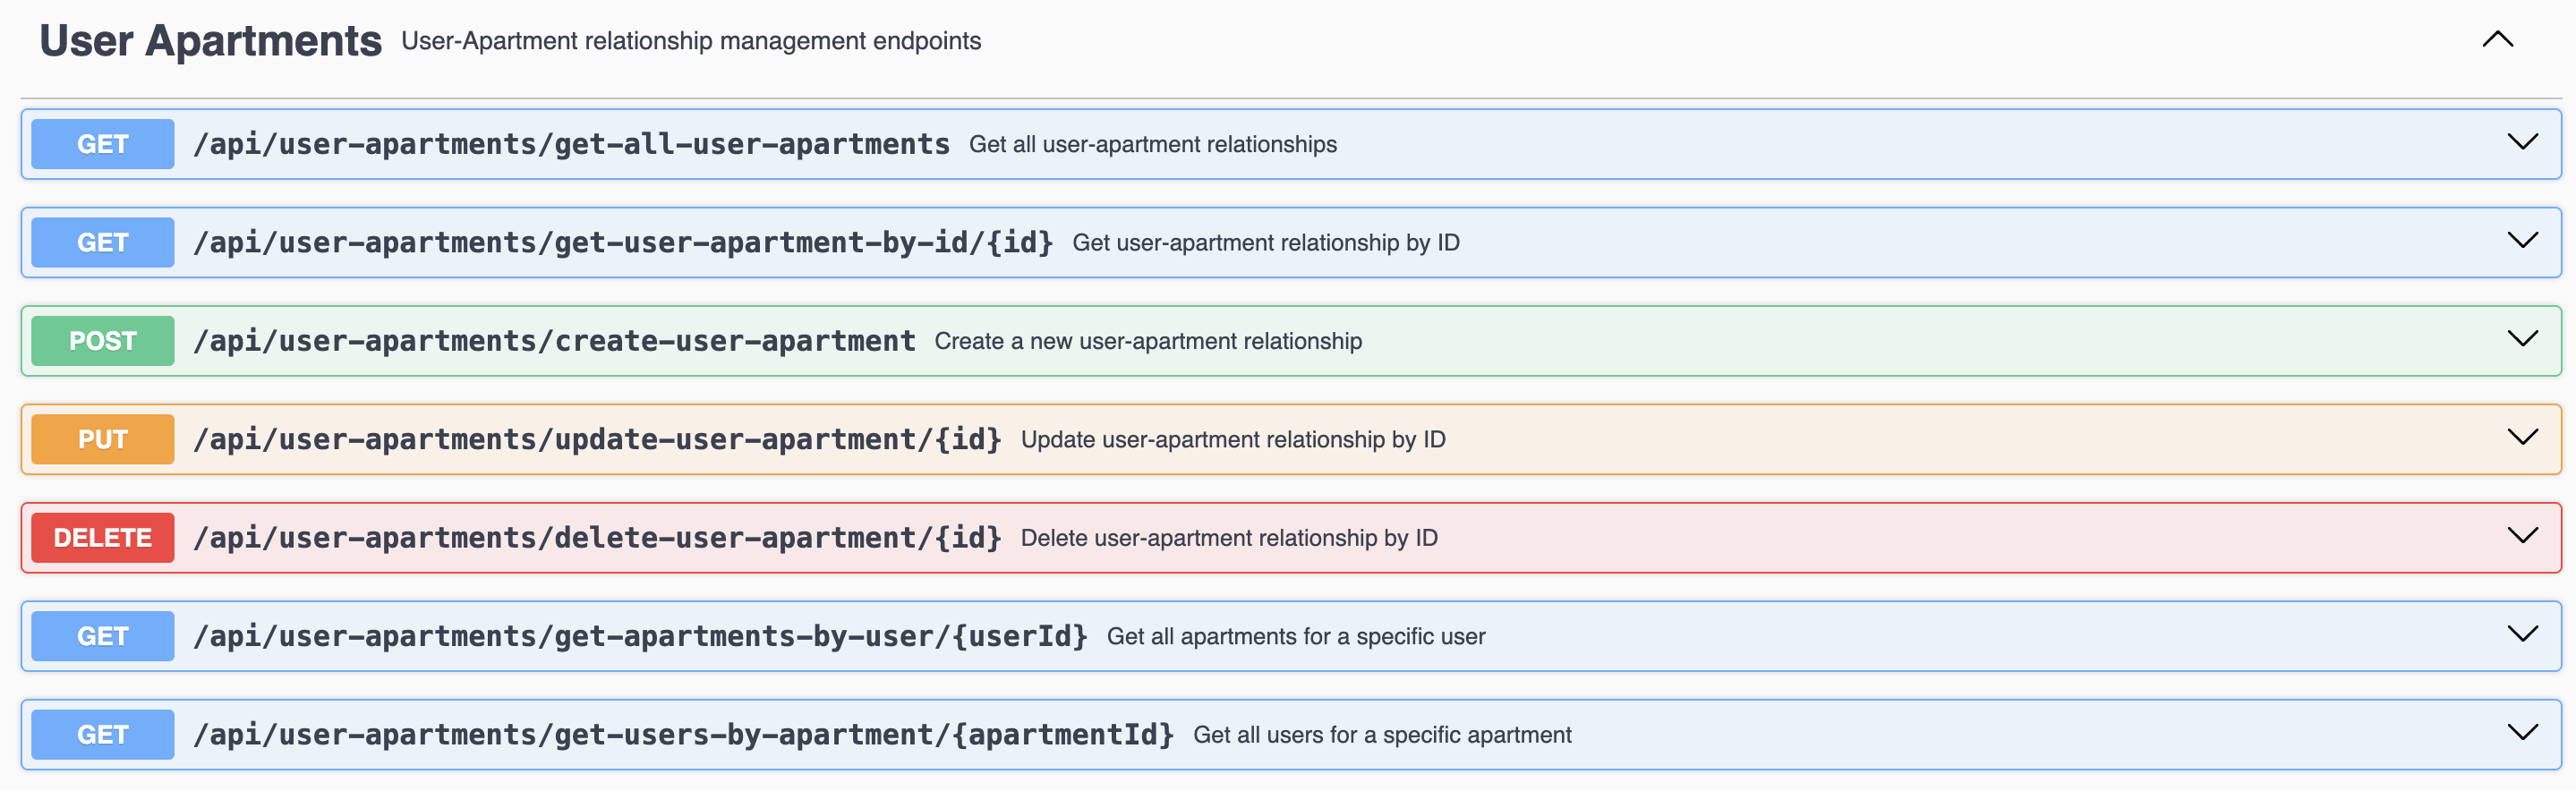 User Apartments User-Apartment relationship management endpoints
GET /api/user-apartments/get-all-user-apartments Get all user-apartment relationships
GET /api/user-apartments/get-user-apartment-by-id/{id} Get user-apartment relationship by ID
POST /api/user-apartments/create-user-apartment Create a new user-apartment relationship
PUT /api/user-apartments/update-user-apartment/{id} Update user-apartment relationship by ID
DELETE /api/user-apartments/delete-user-apartment/{id} Delete user-apartment relationship by ID
GET /api/user-apartments/get-apartments-by-user/{userId} Get all apartments for a specific user
GET /api/user-apartments/get-users-by-apartment/{apartmentId} Get all users for a specific apartment